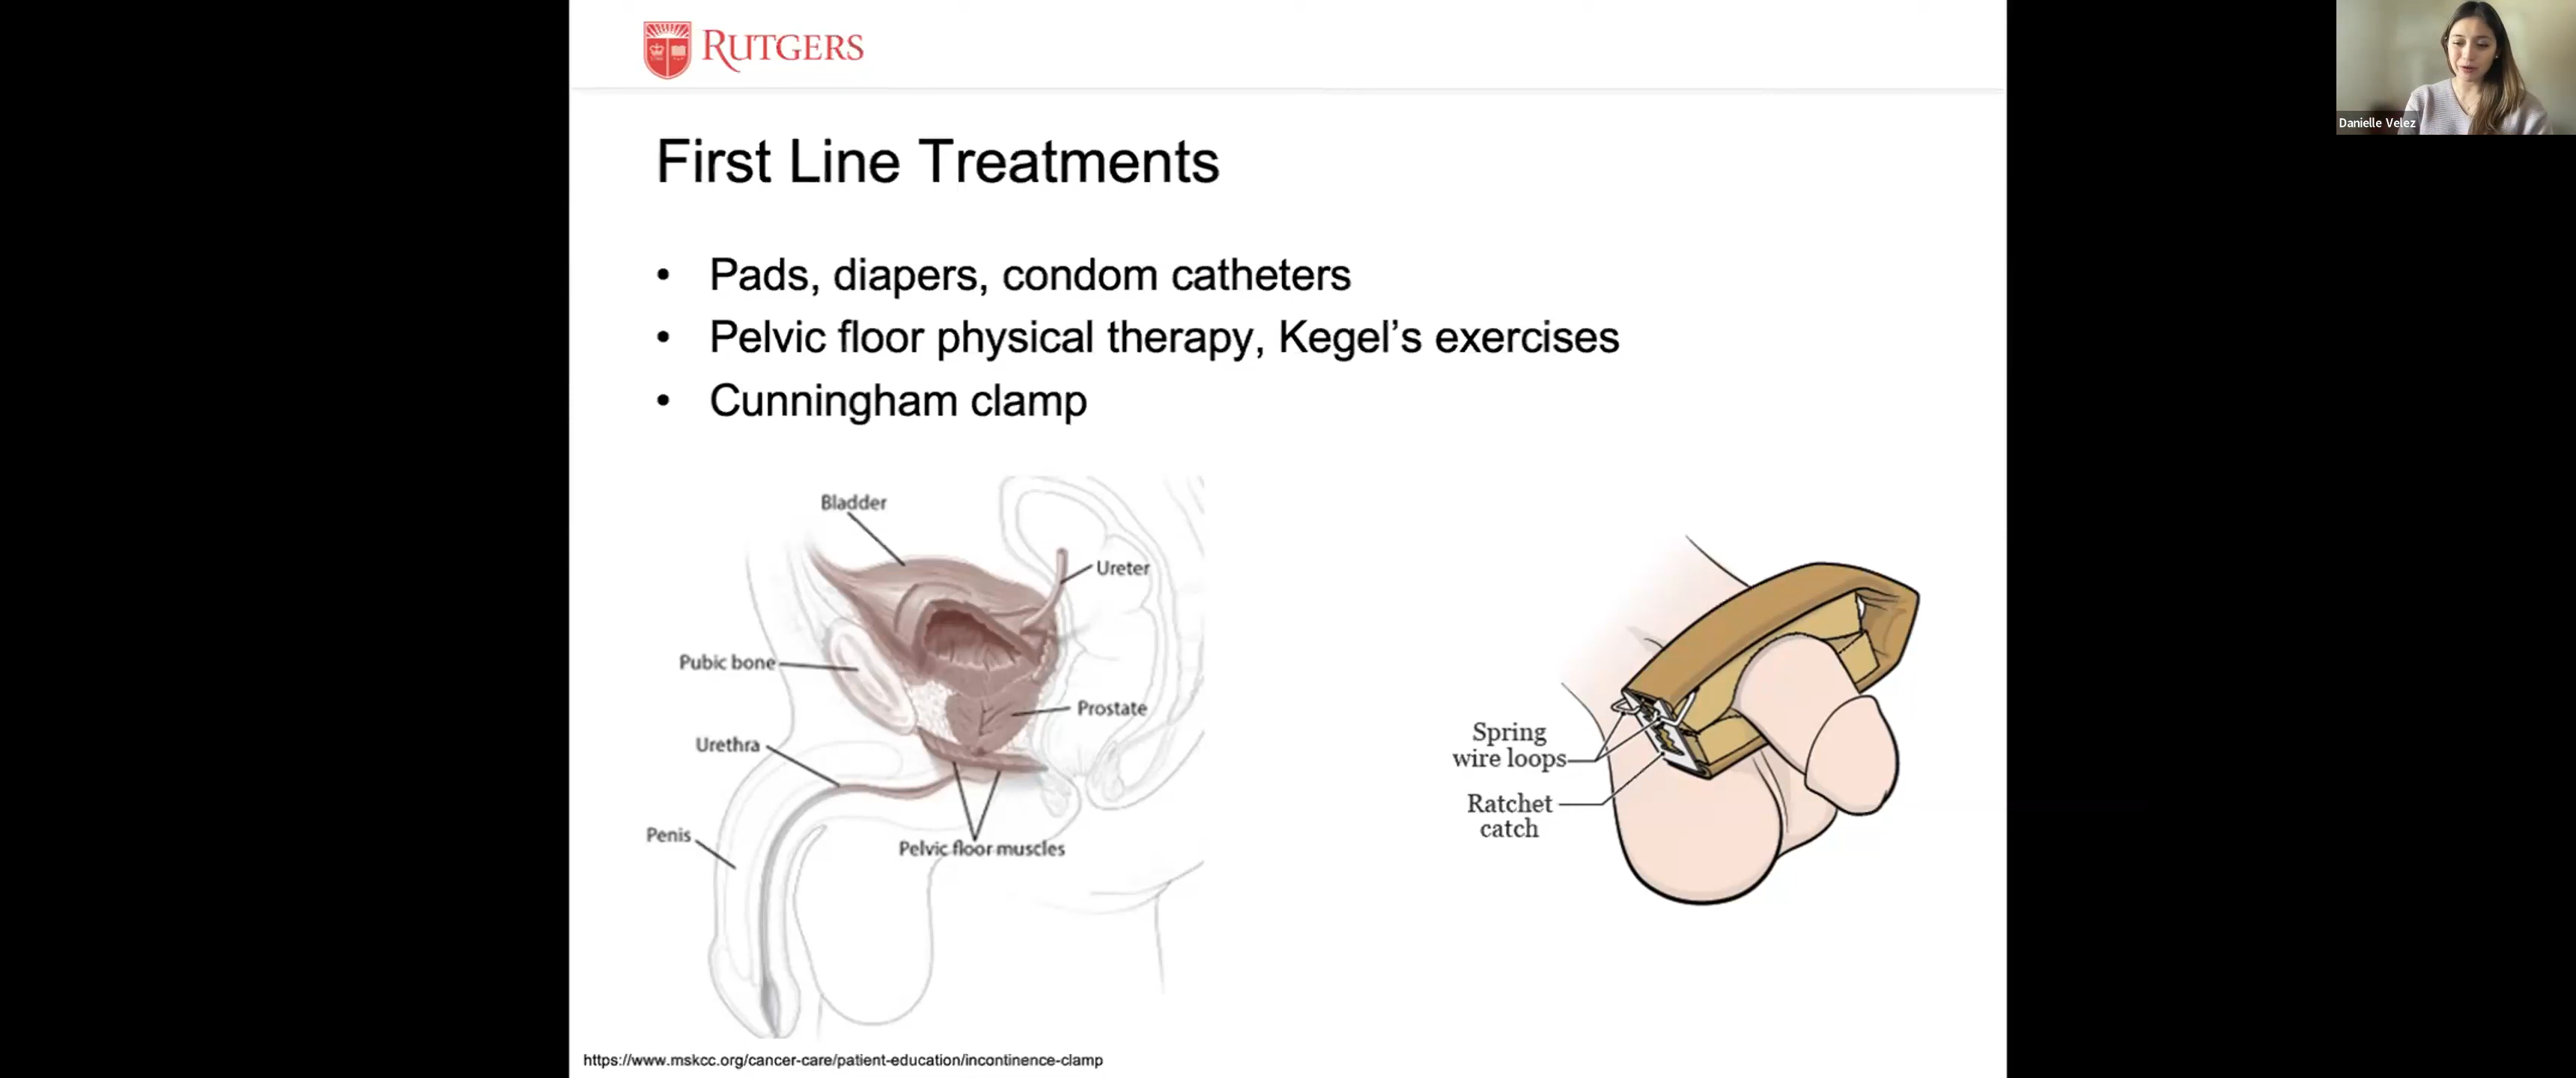 RUTGERS
Danielle Velez
First Line Treatments
• Pads, diapers, condom catheters
• Pelvic floor physical therapy, Kegel’s exercises
• Cunningham clamp
Bladder
Ureter
Pubic bone
Prostate
Urethra
Penis
Pelvic floor muscles
Spring
wire loops
Ratchet
catch
https://www.mskcc.org/cancer-care/patient-education/incontinence-clamp